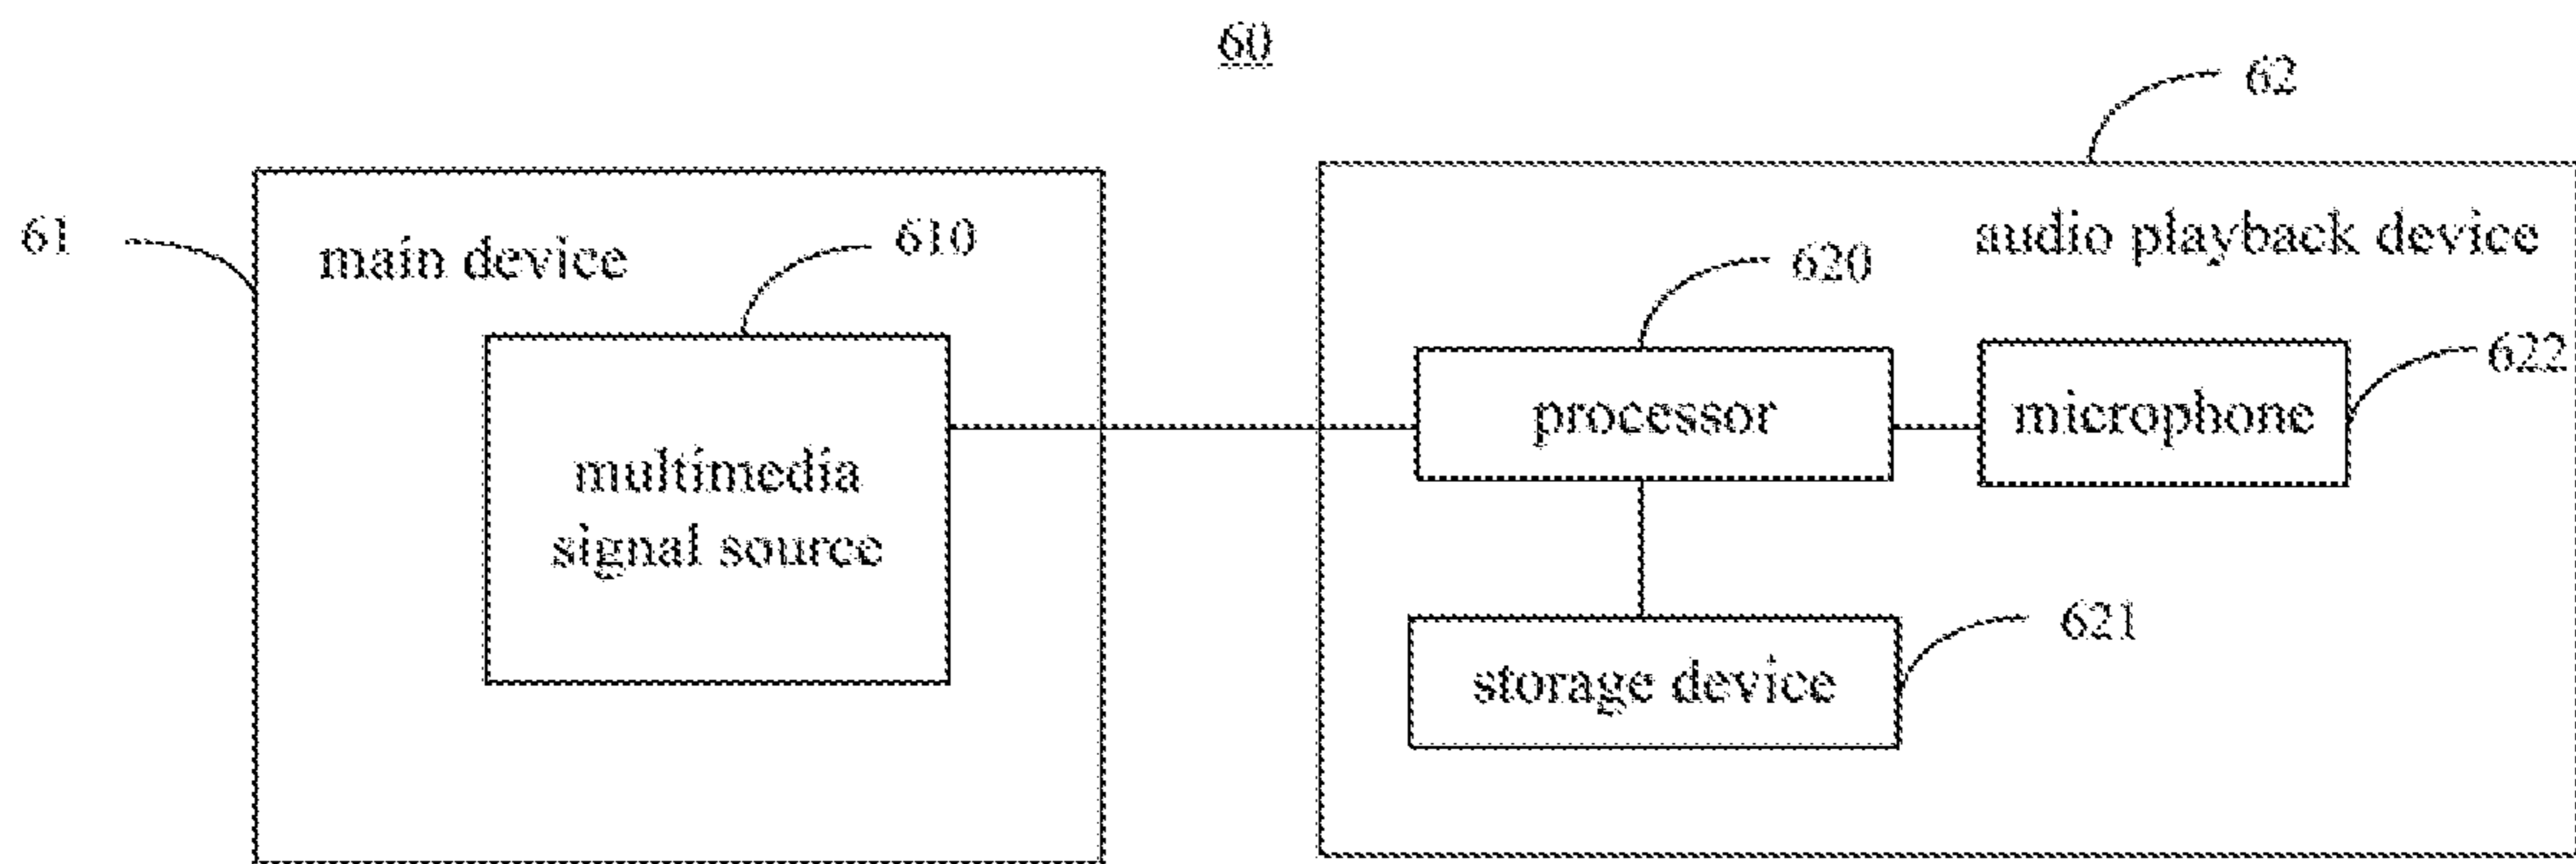 60
62
61
main device
610
audio playback device
620
622
processor
microphone
multimedia
signal source
621
storage device